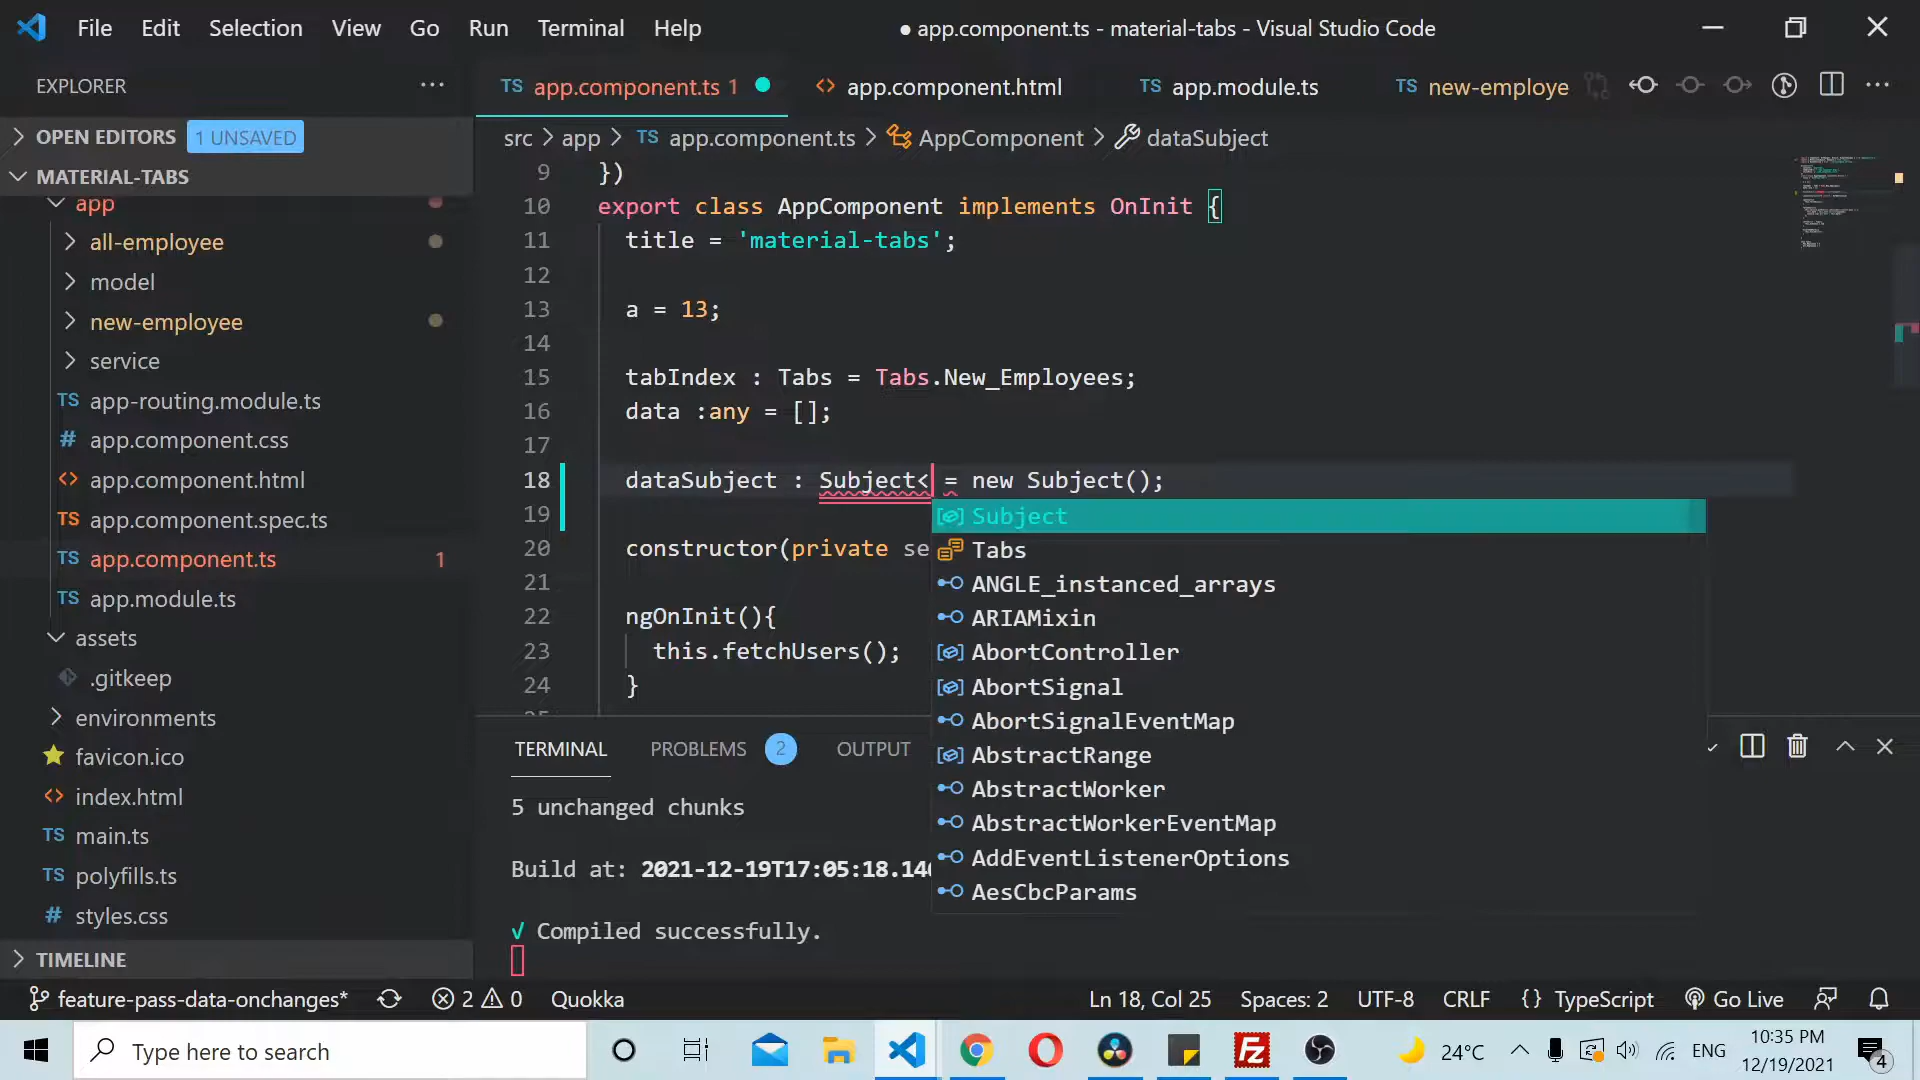 File Edit Selection View Go Run Terminal Help
● app.component.ts - material-tabs - Visual Studio Code
EXPLORER
OPEN EDITORS 1 UNSAVED
MATERIAL-TABS
app
all-employee
model
new-employee
service
TS app-routing.module.ts
# app.component.css
<> app.component.html
TS app.component.spec.ts
TS app.component.ts 1
TS app.module.ts
assets
.gitkeep
environments
favicon.ico
<> index.html
TS main.ts
TS polyfills.ts
# styles.css
TIMELINE
TS app.component.ts 1
<> app.component.html
TS app.module.ts
TS new-employe
src > app > TS app.component.ts > AppComponent > dataSubject
9 })
10 export class AppComponent implements OnInit {
11 title = 'material-tabs';
12
13 a = 13;
14
15 tabIndex : Tabs = Tabs.New_Employees;
16 data :any = [];
17
18 dataSubject : Subject< = new Subject();
19
20 constructor(private se
21
22 ngOnInit(){
23 this.fetchUsers();
24 }
Subject
Tabs
ANGLE_instanced_arrays
ARIAMixin
AbortController
AbortSignal
AbortSignalEventMap
AbstractRange
AbstractWorker
AbstractWorkerEventMap
AddEventListenerOptions
AesCbcParams
TERMINAL PROBLEMS 2 OUTPUT
5 unchanged chunks
Build at: 2021-12-19T17:05:18.140
√ Compiled successfully.
feature-pass-data-onchanges* 2 0 Quokka
Ln 18, Col 25 Spaces: 2 UTF-8 CRLF {} TypeScript Go Live
Type here to search
24°C ENG
10:35 PM
12/19/2021
4